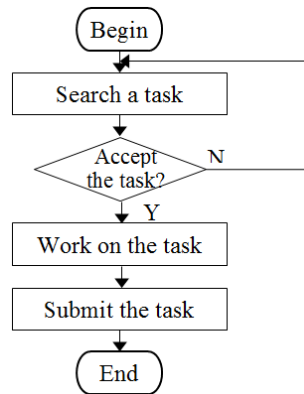 Begin
Search a task
Accept
the task?
N
Y
Work on the task
Submit the task
End